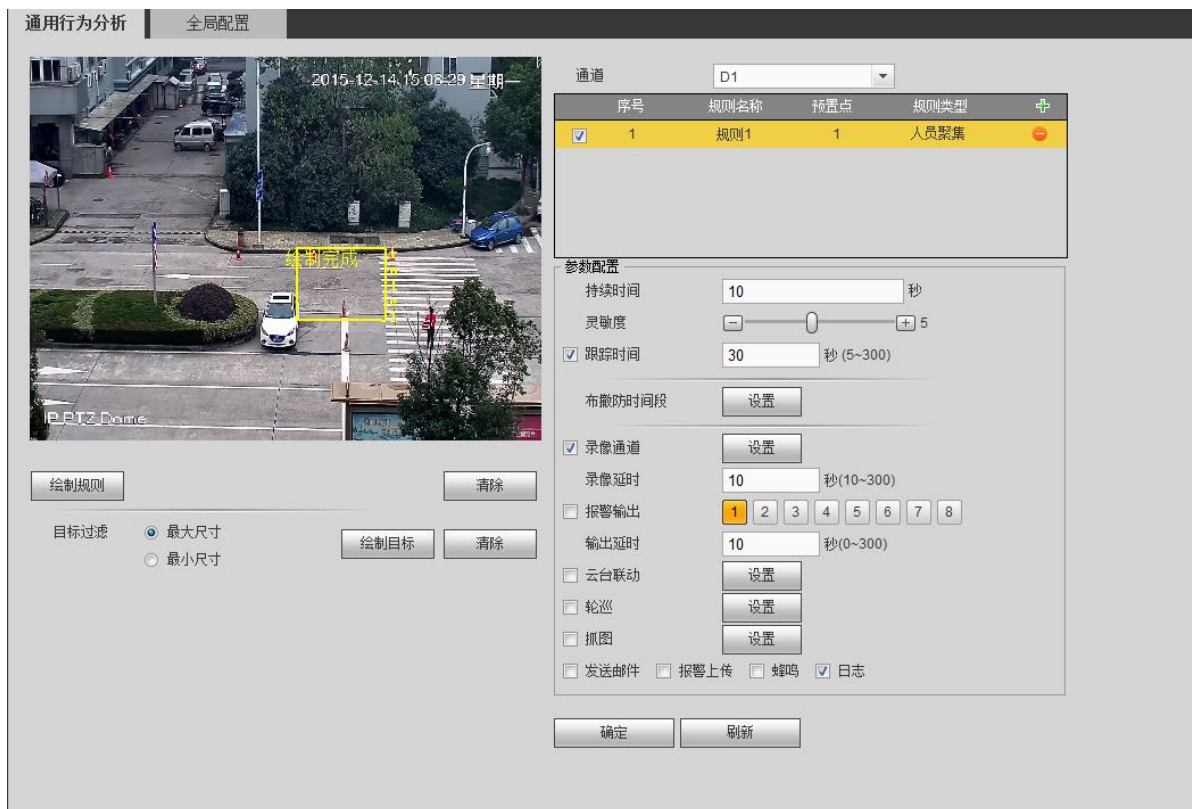 通用行为分析 全局配置
2015-12-14 15:08:29 星期一
绘制完成
IP PTZ Dome
绘制规则 清除
目标过滤 最大尺寸 绘制目标 清除
最小尺寸
通道 D1
序号 规则名称 预置点 规则类型
1 规则1 1 人员聚集
参数配置
持续时间 10 秒
灵敏度 5
跟踪时间 30 秒 (5~300)
布撤防时间段 设置
录像通道 设置
录像延时 10 秒(10~300)
报警输出 1 2 3 4 5 6 7 8
输出延时 10 秒(0~300)
云台联动 设置
轮巡 设置
抓图 设置
发送邮件 报警上传 蜂鸣 日志
确定 刷新